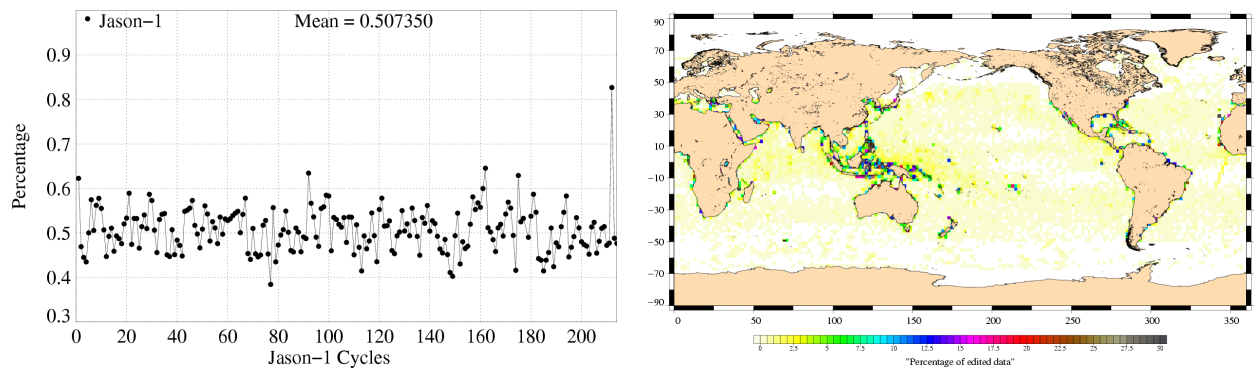 Jason−1
Mean = 0.507350
0.9
0.8
0.7
0.6
0.5
0.4
0.3
Percentage
0 20 40 60 80 100 120 140 160 180 200
Jason−1 Cycles
90
70
50
30
10
−10
−30
−50
−70
−90
0 50 100 150 200 250 300 350
0 2.5 5 7.5 10 12.5 15 17.5 20 22.5 25 27.5 30
"Percentage of edited data"